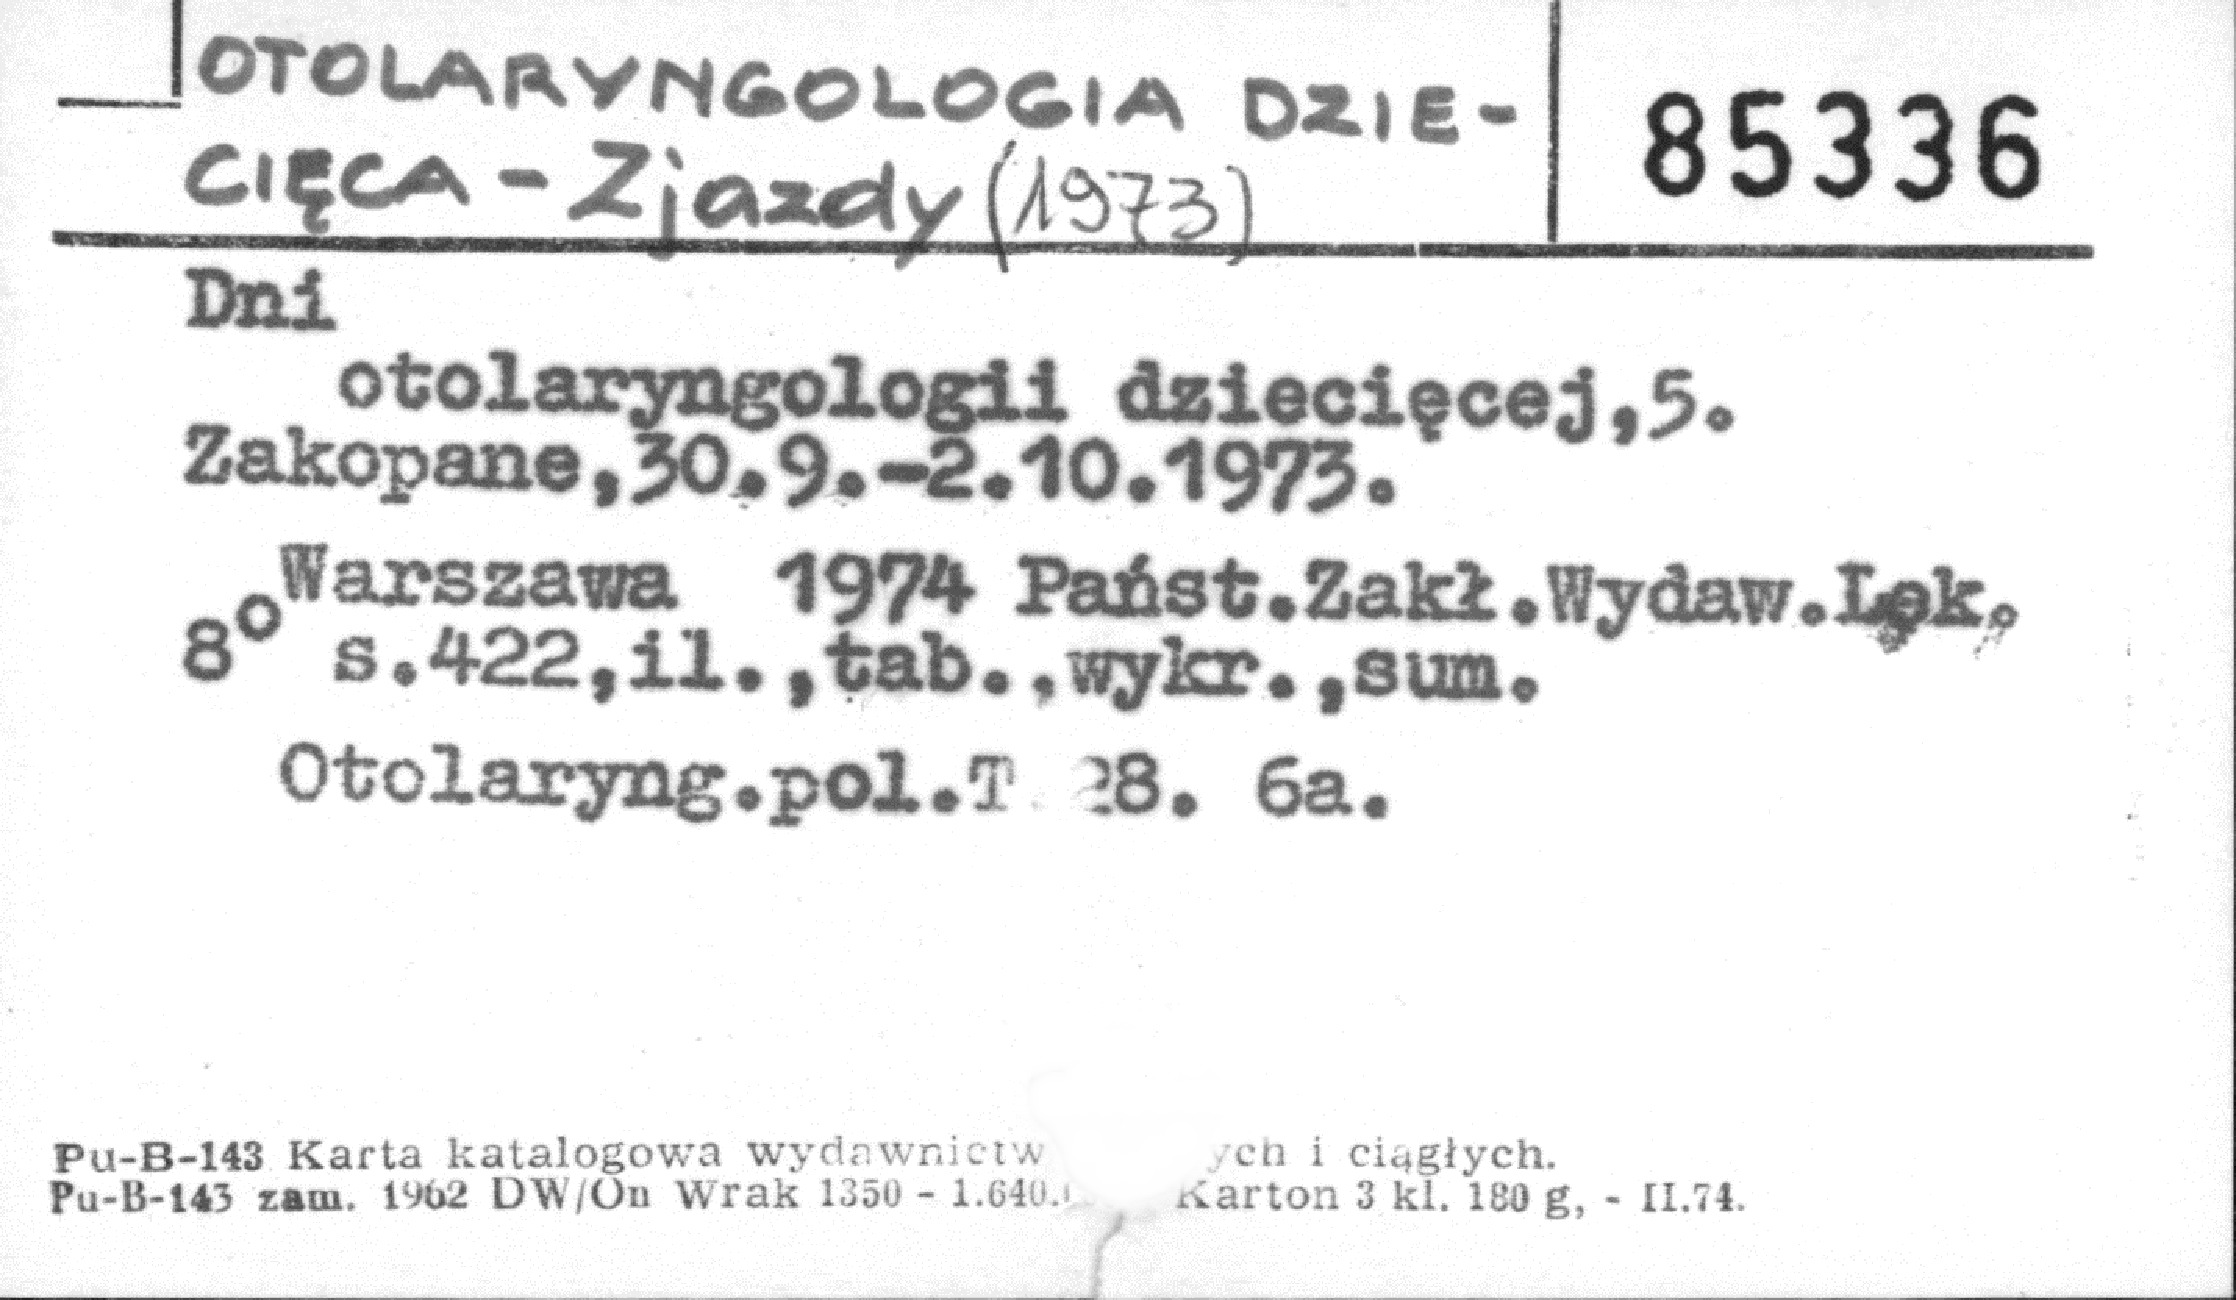 OTOLARYNGOLOGIA DZIE-
CIĘCA - Zjazdy (1973)
85336
Dni
otolaryngologii dziecięcej,5.
Zakopane,30.9.-2.10.1973.
Warszawa 1974 Państ.Zakł.Wydaw.Lek.
8° s.422,il.,tab.,wykr.,sum.
Otolaryng.pol.T 28. 6a.
Pu-B-143 Karta katalogowa wydawnictw i ciągłych.
Pu-B-143 zam. 1962 DW/On Wrak 1350 - 1.640. Karton 3 kl. 180 g, - II.74.